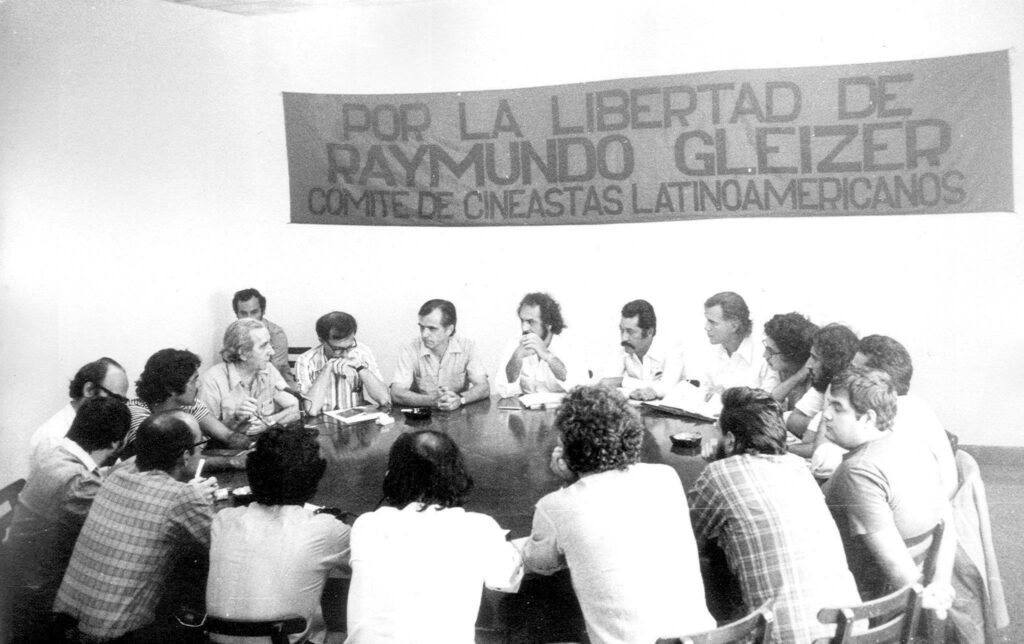 POR LA LIBERTAD DE
RAYMUNDO GLEIZER
COMITE DE CINEASTAS LATINOAMERICANOS